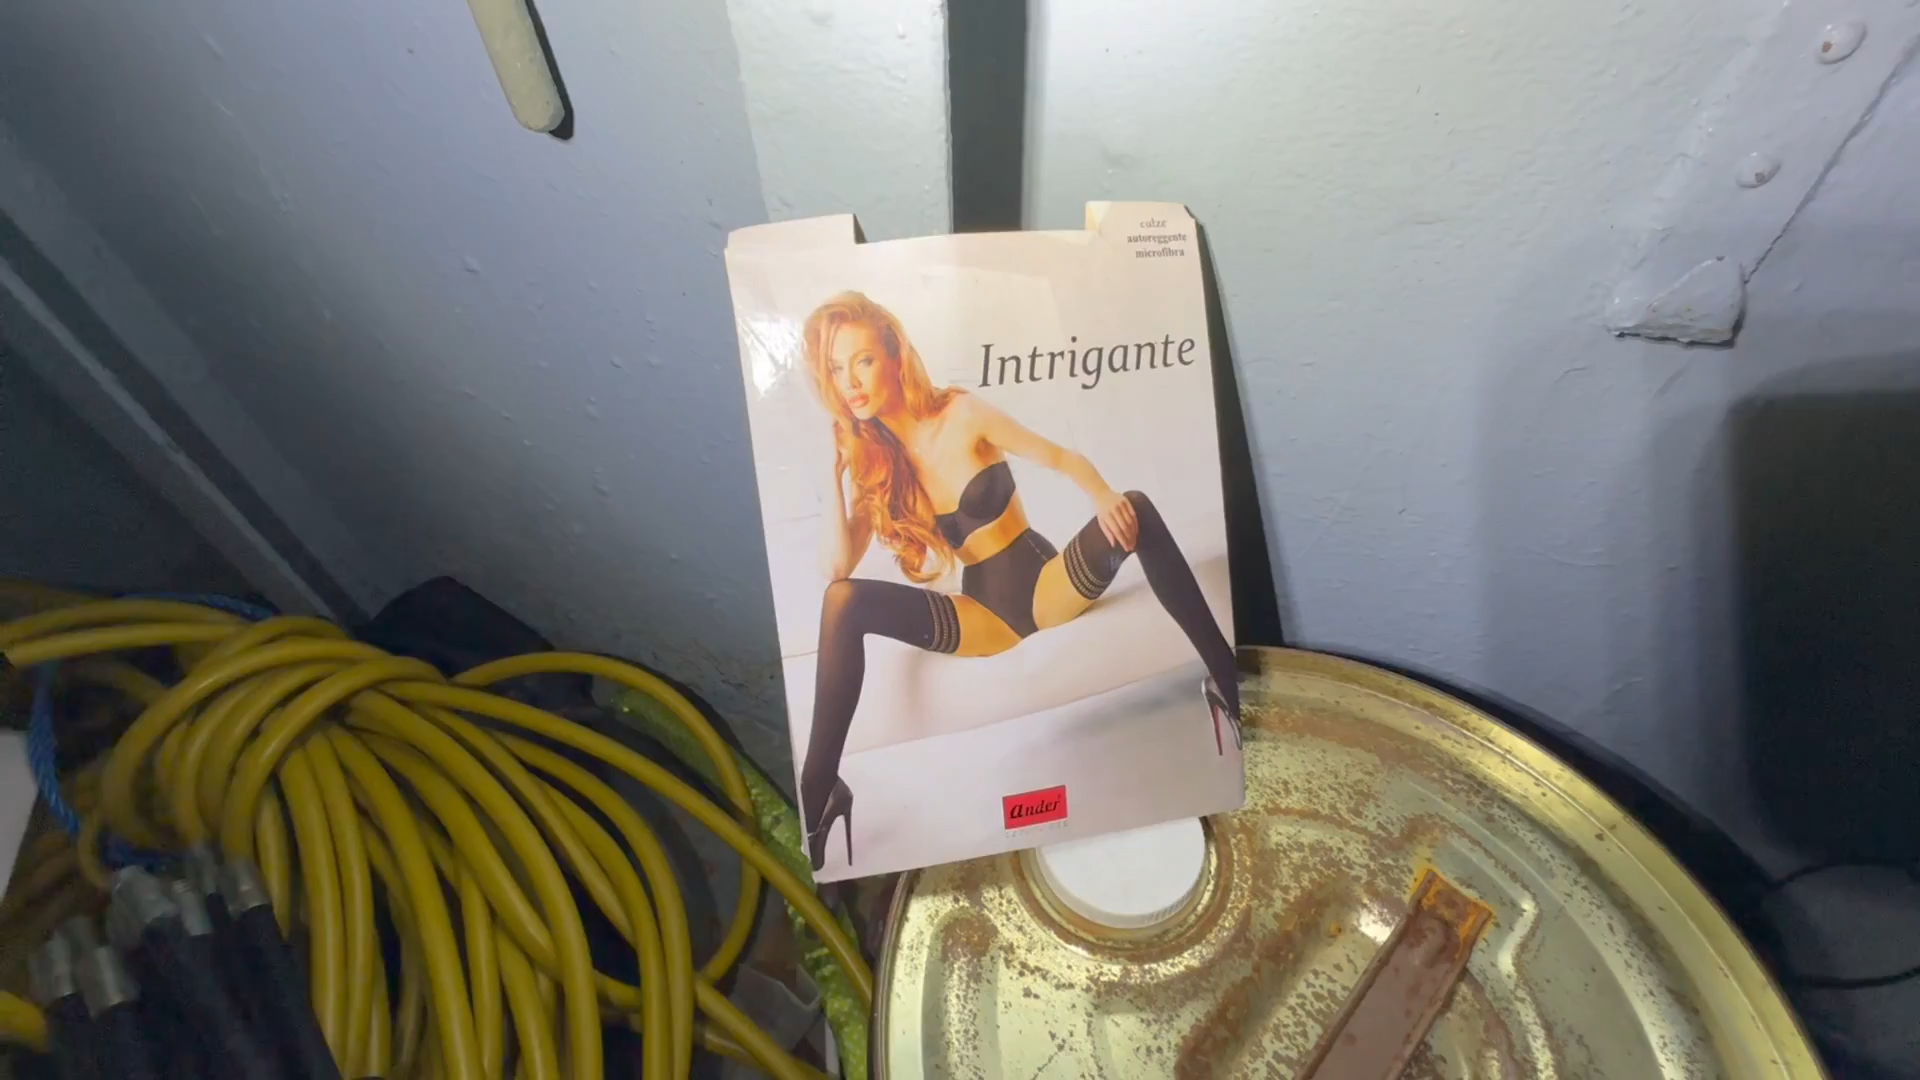 calze
autoreggente
microfibra
Intrigante
ander